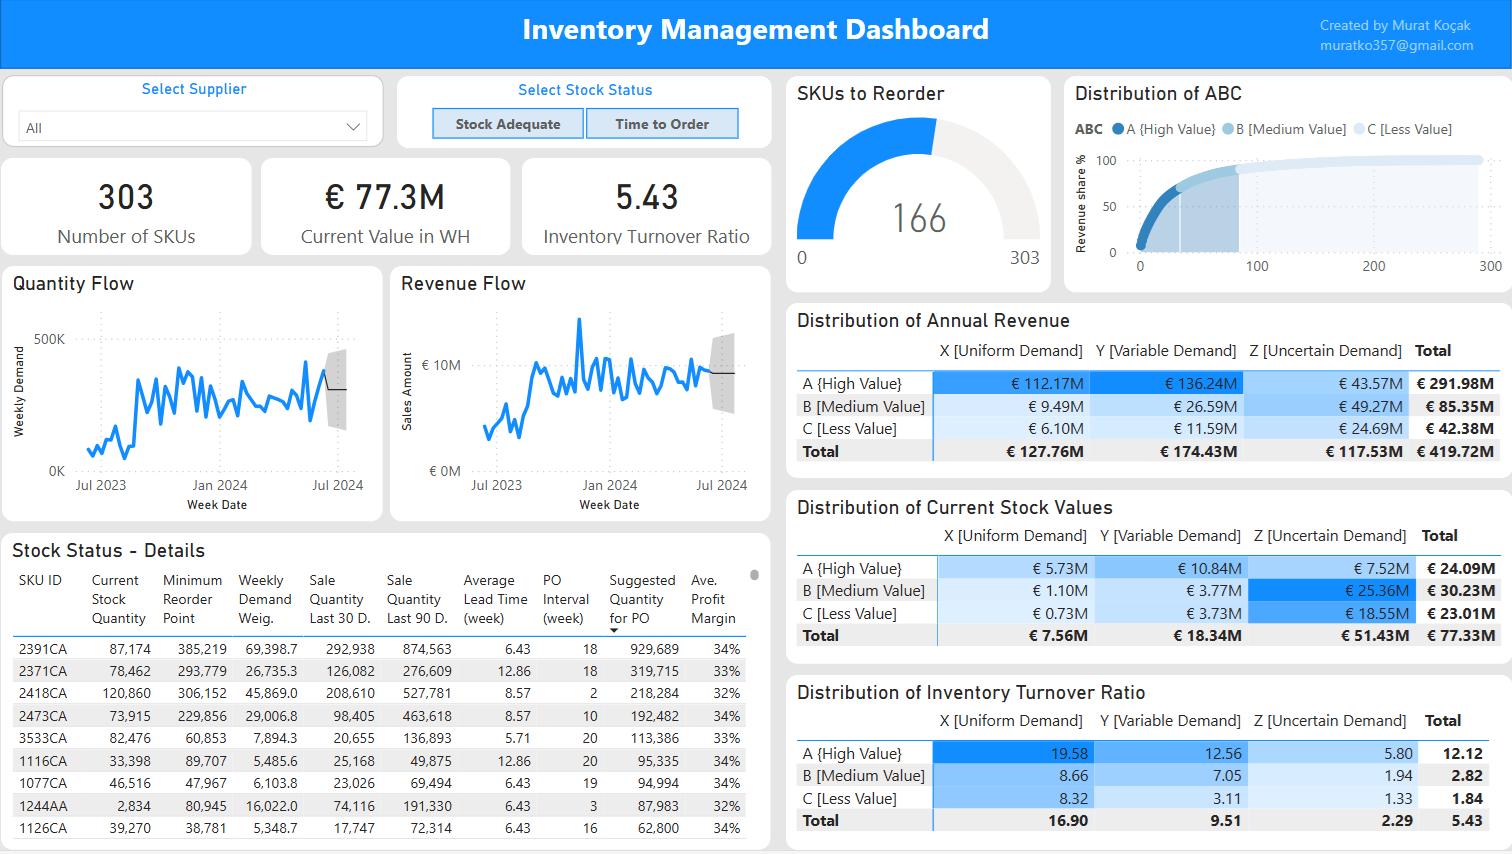 Inventory Management Dashboard
Created by Murat Koçak
muratko357@gmail.com
Select Supplier
All
Select Stock Status
Stock Adequate
Time to Order
303
Number of SKUs
€ 77.3M
Current Value in WH
5.43
Inventory Turnover Ratio
SKUs to Reorder
166
0
303
Distribution of ABC
ABC A {High Value} B [Medium Value] C [Less Value]
Revenue share %
100
50
0
0 100 200 300
Quantity Flow
Weekly Demand
500K
0K
Jul 2023 Jan 2024 Jul 2024
Week Date
Revenue Flow
Sales Amount
€ 10M
€ 0M
Jul 2023 Jan 2024 Jul 2024
Week Date
Distribution of Annual Revenue
X [Uniform Demand] Y [Variable Demand] Z [Uncertain Demand] Total
A {High Value} € 112.17M € 136.24M € 43.57M € 291.98M
B [Medium Value] € 9.49M € 26.59M € 49.27M € 85.35M
C [Less Value] € 6.10M € 11.59M € 24.69M € 42.38M
Total € 127.76M € 174.43M € 117.53M € 419.72M
Distribution of Current Stock Values
X [Uniform Demand] Y [Variable Demand] Z [Uncertain Demand] Total
A {High Value} € 5.73M € 10.84M € 7.52M € 24.09M
B [Medium Value] € 1.10M € 3.77M € 25.36M € 30.23M
C [Less Value] € 0.73M € 3.73M € 18.55M € 23.01M
Total € 7.56M € 18.34M € 51.43M € 77.33M
Distribution of Inventory Turnover Ratio
X [Uniform Demand] Y [Variable Demand] Z [Uncertain Demand] Total
A {High Value} 19.58 12.56 5.80 12.12
B [Medium Value] 8.66 7.05 1.94 2.82
C [Less Value] 8.32 3.11 1.33 1.84
Total 16.90 9.51 2.29 5.43
Stock Status - Details
SKU ID Current Minimum Weekly Sale Sale Average PO Suggested Ave.
Stock Reorder Demand Quantity Quantity Lead Time Interval Quantity Profit
Quantity Point Weig. Last 30 D. Last 90 D. (week) (week) for PO Margin
2391CA 87,174 385,219 69,398.7 292,938 874,563 6.43 18 929,689 34%
2371CA 78,462 293,779 26,735.3 126,082 276,609 12.86 18 319,715 33%
2418CA 120,860 306,152 45,869.0 208,610 527,781 8.57 2 218,284 32%
2473CA 73,915 229,856 29,006.8 98,405 463,618 8.57 10 192,482 34%
3533CA 82,476 60,853 7,894.3 20,655 136,893 5.71 20 113,386 33%
1116CA 33,398 89,707 5,485.6 25,168 49,875 12.86 20 95,335 34%
1077CA 46,516 47,967 6,103.8 23,026 69,494 6.43 19 94,994 34%
1244AA 2,834 80,945 16,022.0 74,116 191,330 6.43 3 87,983 32%
1126CA 39,270 38,781 5,348.7 17,747 72,314 6.43 16 62,800 34%